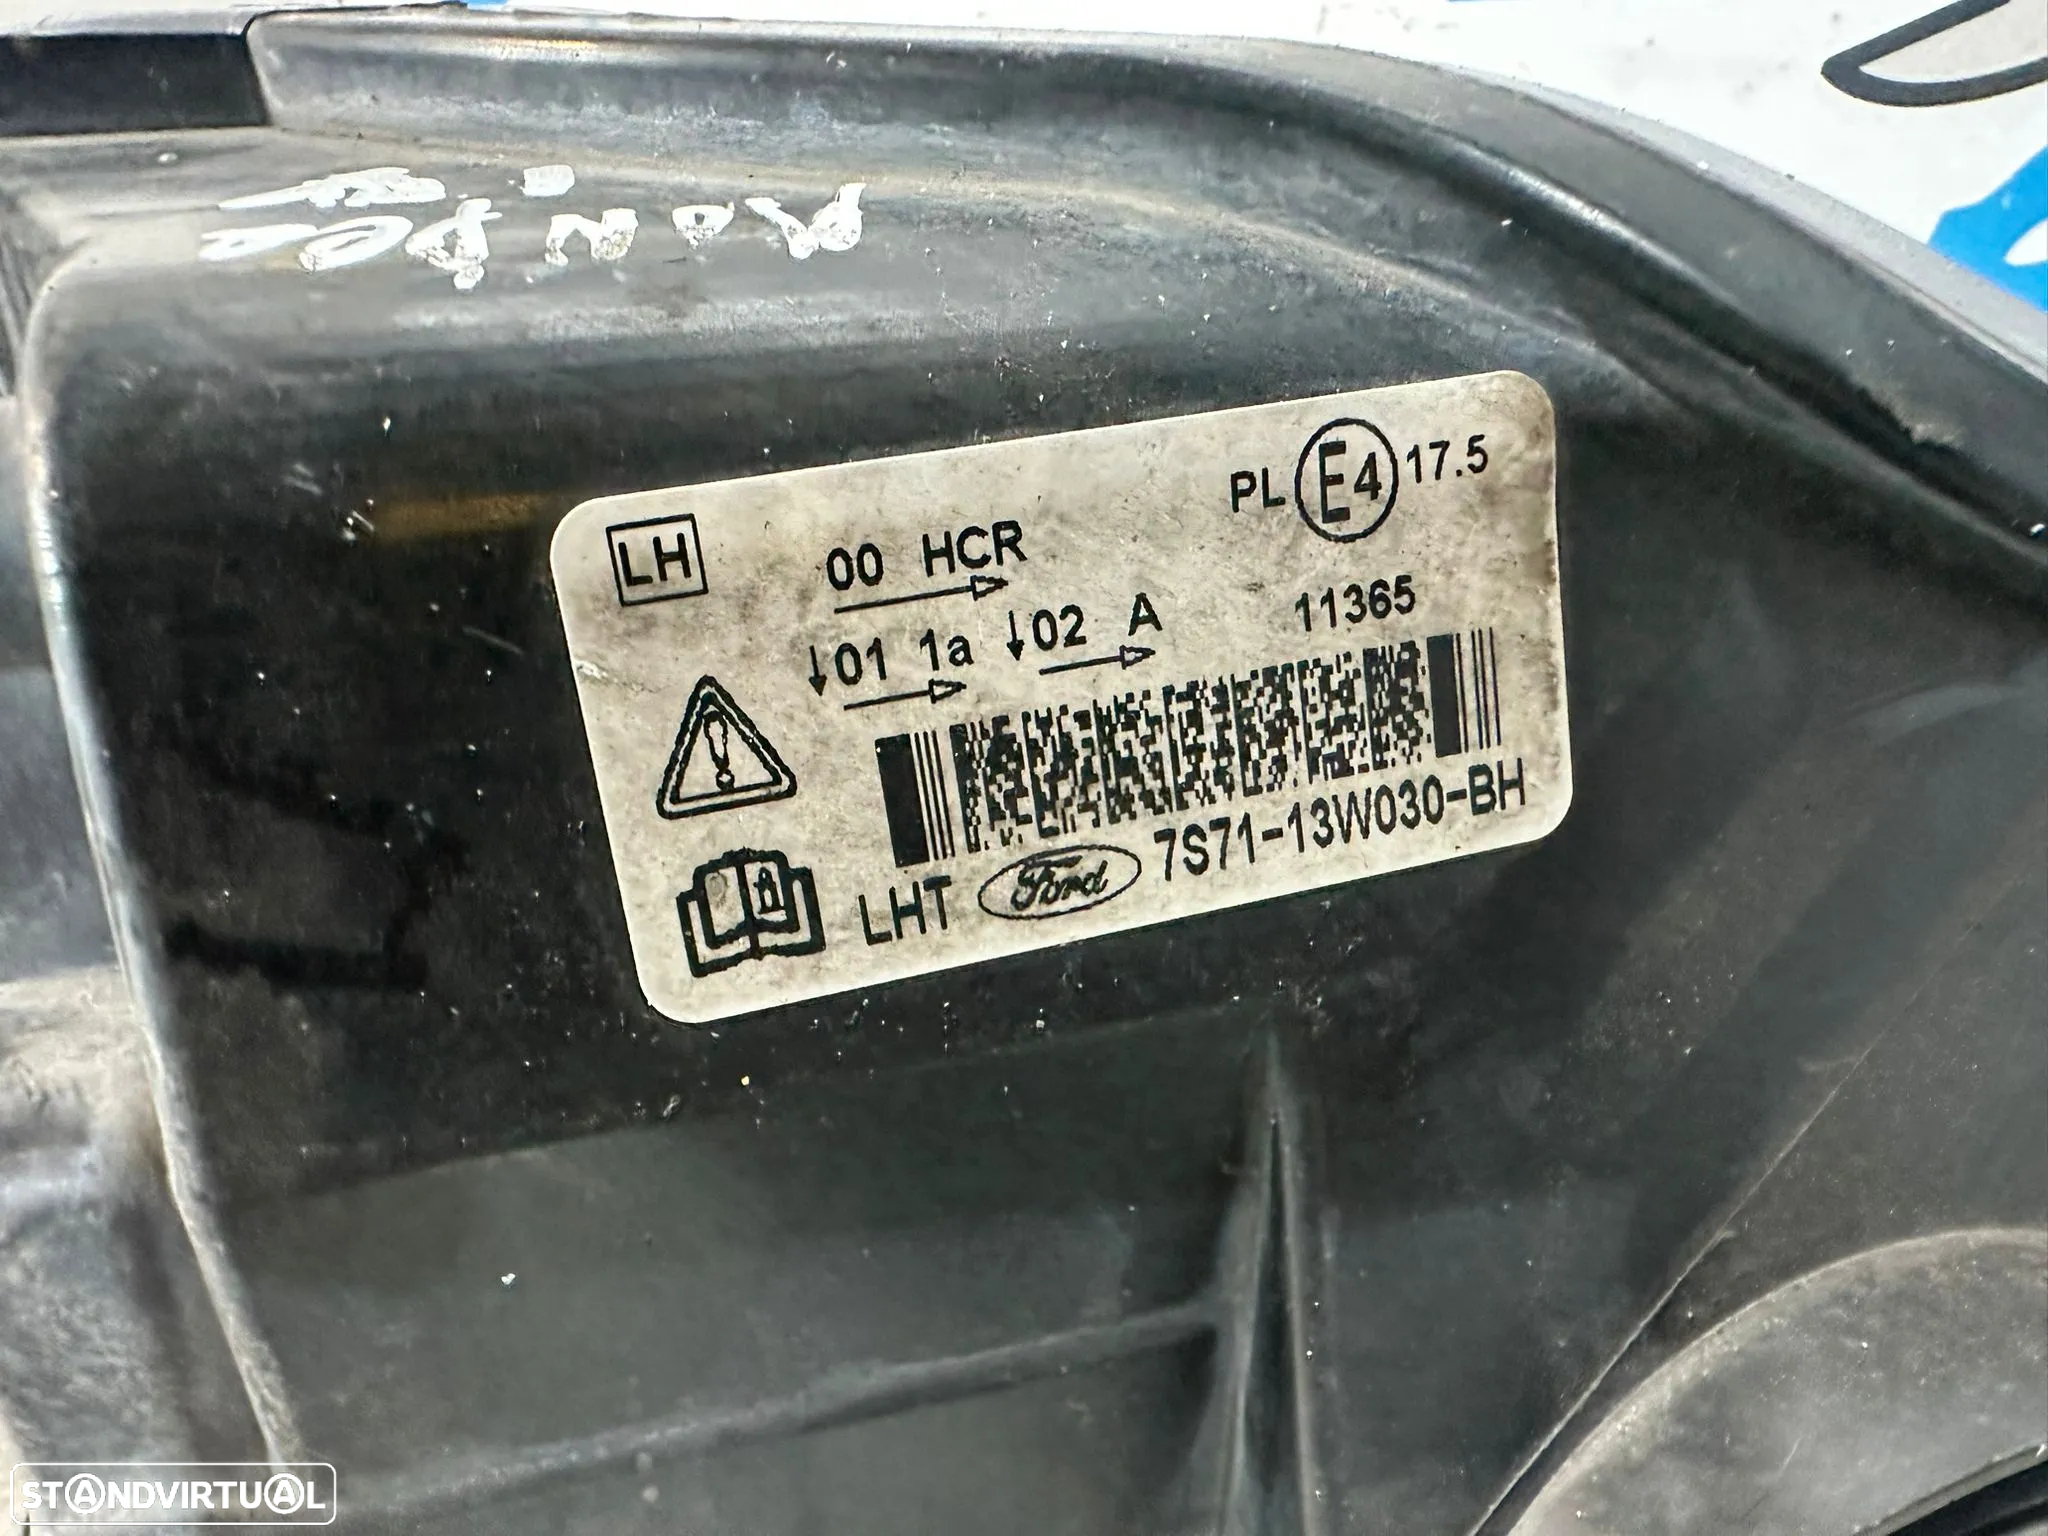 LH
00 HCR
PL E4 17.5
↓01 1a ↓02 A
11365
LHT Ford 7S71-13W030-BH
STANDVIRTUAL